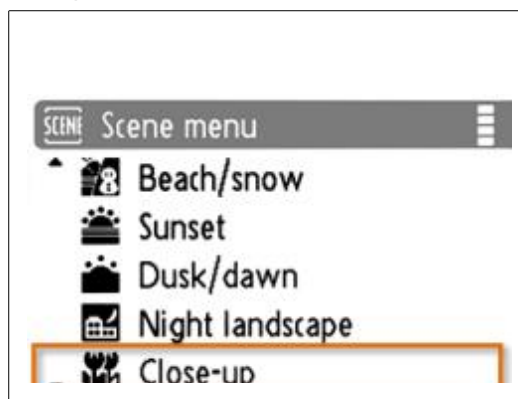 SCENE Scene menu
Beach/snow
Sunset
Dusk/dawn
Night landscape
Close-up